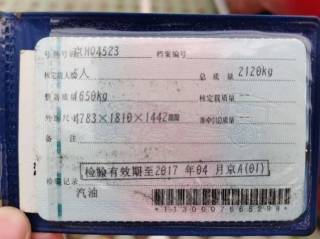 号牌号码 京HQ4523 档案编号
核定载人数 5人 总质量 2120kg
整备质量 1650kg 核定载质量 --
外廓尺寸 4783×1810×1442mm 准牵引总质量 --
备注
检验有效期至2017年04月京A(01)
检验记录
汽油
*1130007665298*